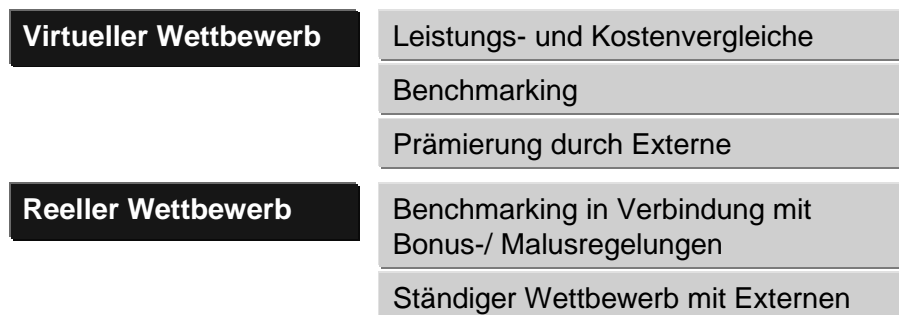 Virtueller Wettbewerb
Leistungs- und Kostenvergleiche
Benchmarking
Prämierung durch Externe
Reeller Wettbewerb
Benchmarking in Verbindung mit
Bonus-/ Malusregelungen
Ständiger Wettbewerb mit Externen